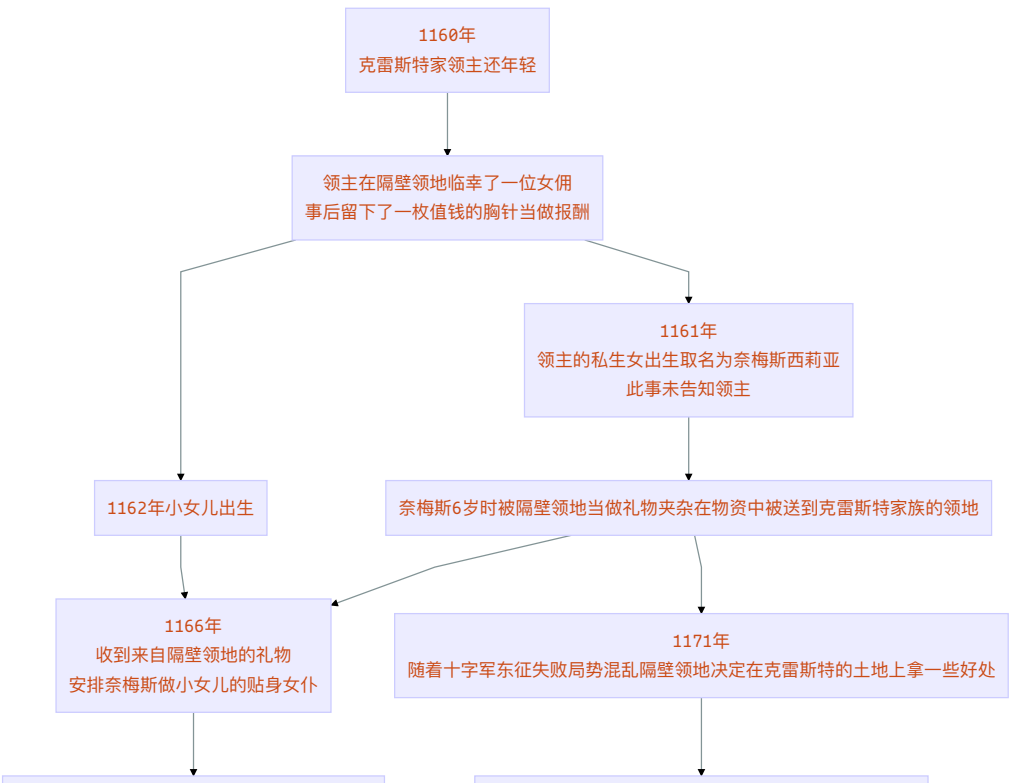 1160年
克雷斯特家领主还年轻
领主在隔壁领地临幸了一位女佣
事后留下了一枚值钱的胸针当做报酬
1161年
领主的私生女出生取名为奈梅斯西莉亚
此事未告知领主
1162年小女儿出生
奈梅斯6岁时被隔壁领地当做礼物夹杂在物资中被送到克雷斯特家族的领地
1166年
收到来自隔壁领地的礼物
安排奈梅斯做小女儿的贴身女仆
1171年
随着十字军东征失败局势混乱隔壁领地决定在克雷斯特的土地上拿一些好处